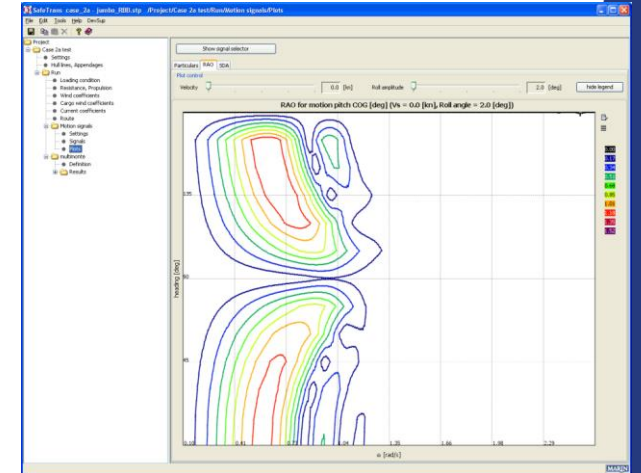 SafeTrans case_2a - jumbo_RIBI.stp /Project/Case 2a test/Run/Motion signals/Plots
File Edit Tools Help DevSup
Project
Case 2a test
Settings
Hull lines, Appendages
Run
Loading condition
Resistance, Propulsion
Wind coefficients
Cargo wind coefficients
Current coefficients
Route
Motion signals
Settings
Signals
Plots
multimonte
Definition
Results
Show signal selector
Particulars RAO SDA
Plot control
Velocity 0.0 [kn] Roll amplitude 2.0 [deg] hide legend
RAO for motion pitch COG [deg] (Vs = 0.0 [kn], Roll angle = 2.0 [deg])
135
90
45
heading [deg]
0.10 0.41 0.73 1.04 1.35 1.66 1.98 2.29
ω [rad/s]
MARIN